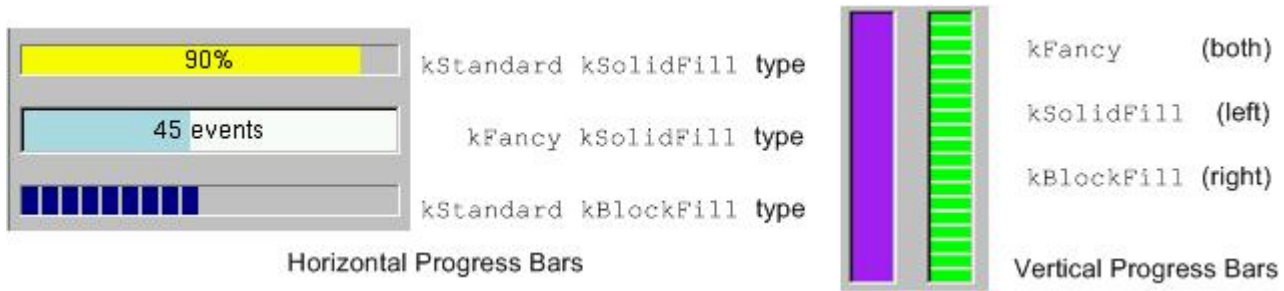 90%
kStandard kSolidFill type
45 events
kFancy kSolidFill type
kStandard kBlockFill type
Horizontal Progress Bars
kFancy (both)
kSolidFill (left)
kBlockFill (right)
Vertical Progress Bars